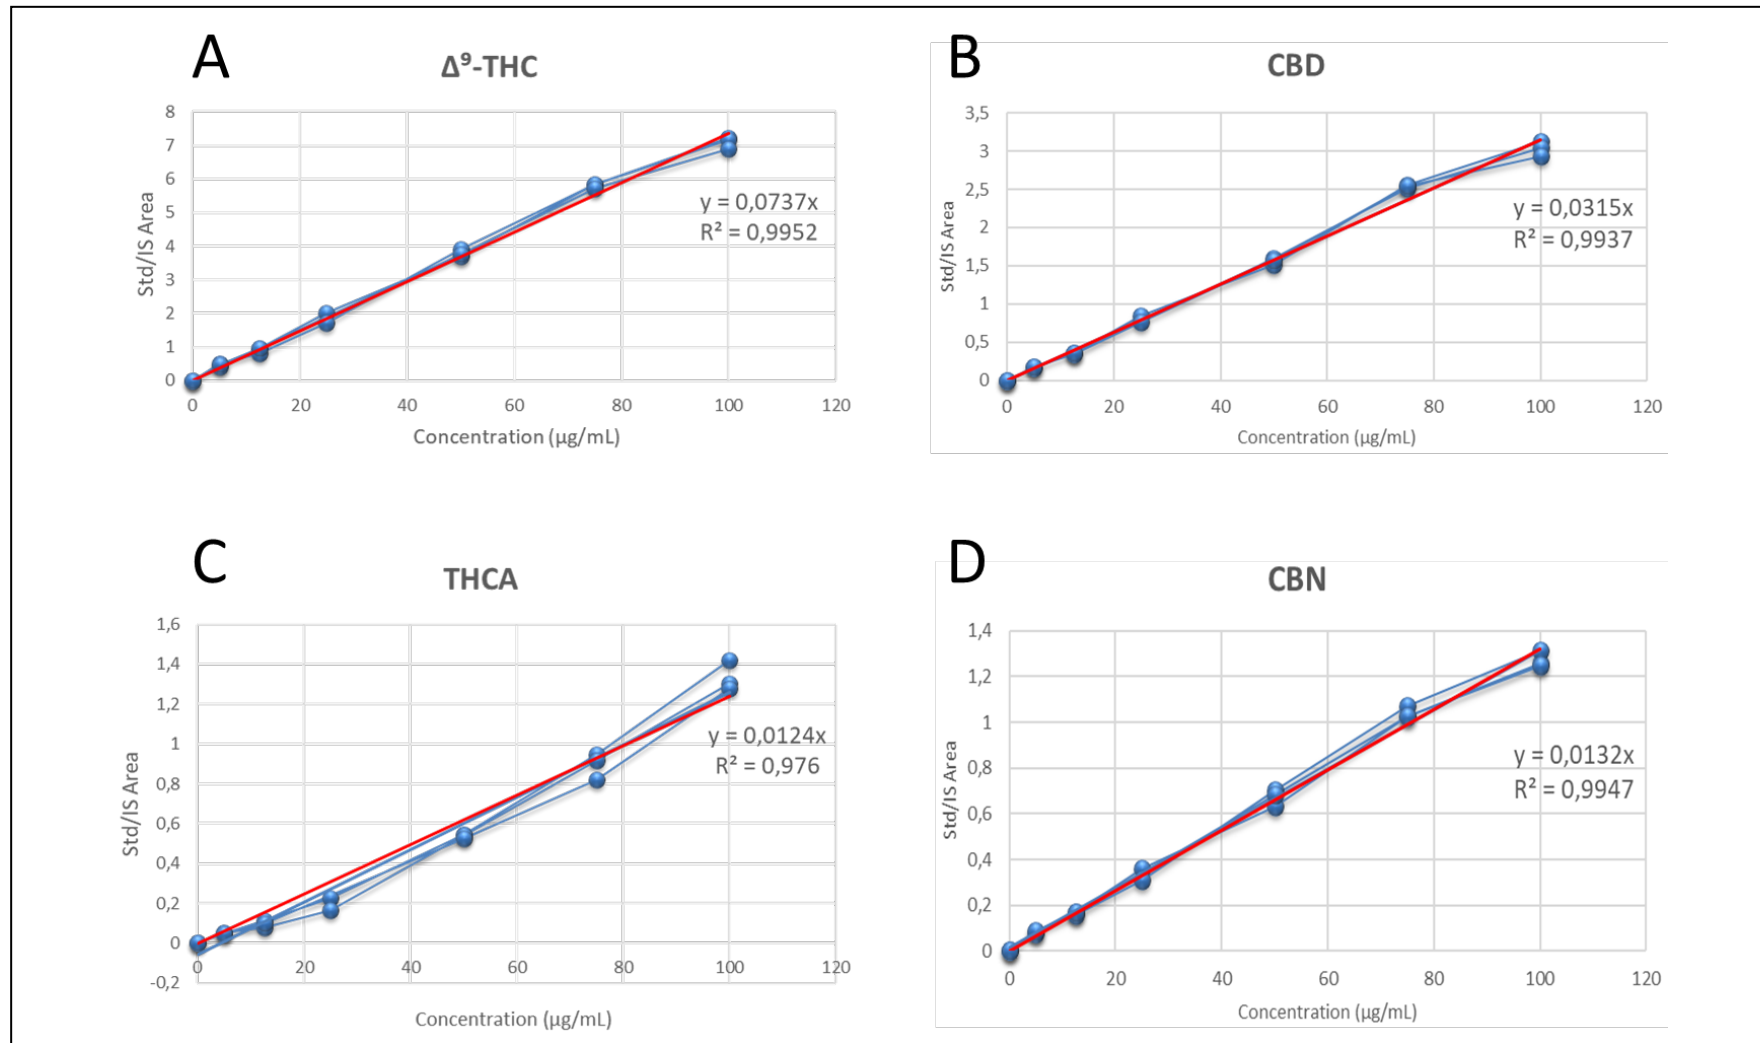 A
Δ⁹-THC
8
7
6
5
4
3
2
1
0
0 20 40 60 80 100 120
Std/IS Area
Concentration (µg/mL)
y = 0,0737x
R² = 0,9952
B
CBD
3,5
3
2,5
2
1,5
1
0,5
0
0 20 40 60 80 100 120
Std/IS Area
Concentration (µg/mL)
y = 0,0315x
R² = 0,9937
C
THCA
1,6
1,4
1,2
1
0,8
0,6
0,4
0,2
0
-0,2
0 20 40 60 80 100 120
Std/IS Area
Concentration (µg/mL)
y = 0,0124x
R² = 0,976
D
CBN
1,4
1,2
1
0,8
0,6
0,4
0,2
0
0 20 40 60 80 100 120
Std/IS Area
Concentration (µg/mL)
y = 0,0132x
R² = 0,9947